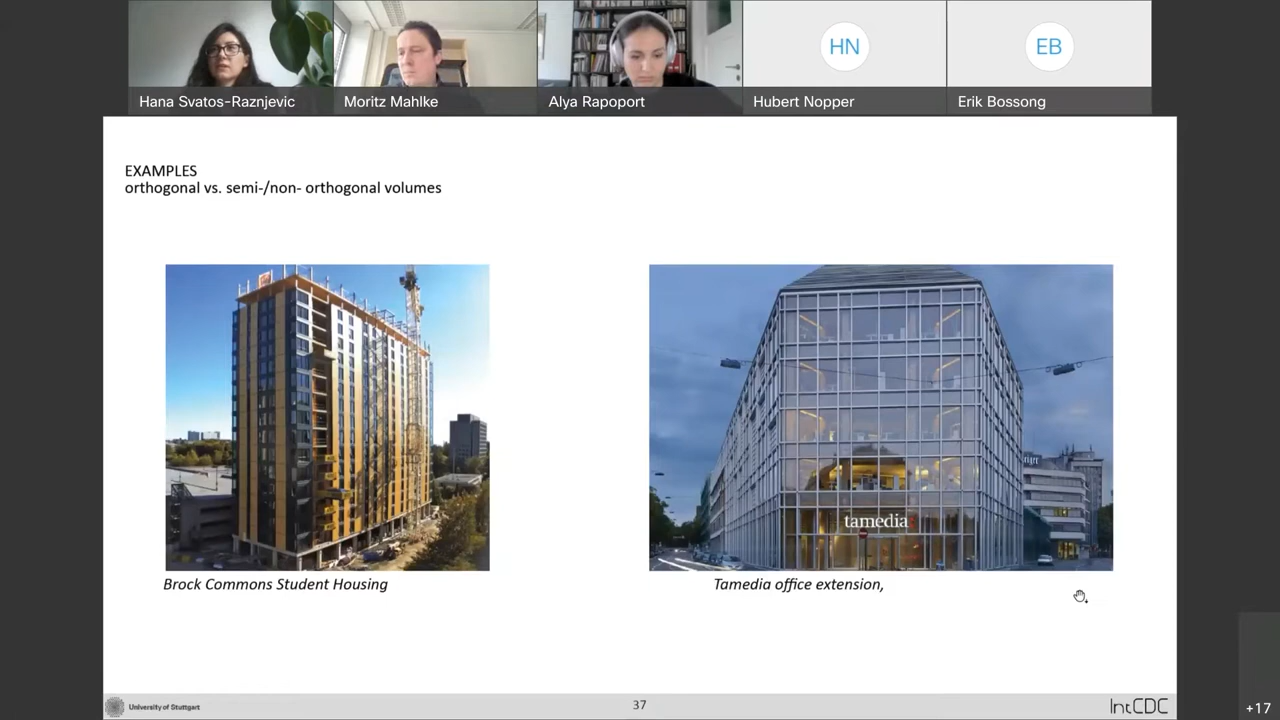 HN
EB
Hana Svatos-Raznjevic
Moritz Mahlke
Alya Rapoport
Hubert Nopper
Erik Bossong
EXAMPLES
orthogonal vs. semi-/non- orthogonal volumes
tamedia:
Brock Commons Student Housing
Tamedia office extension,
University of Stuttgart
37
IntCDC
+17